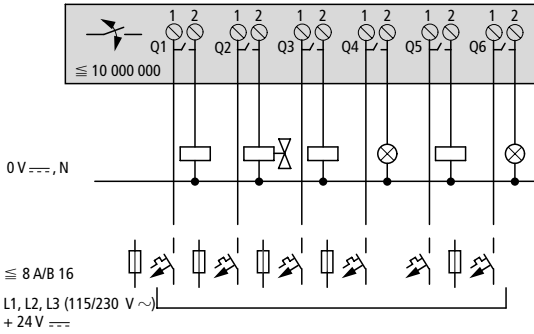 1 2 1 2 1 2 1 2 1 2 1 2
Q1 Q2 Q3 Q4 Q5 Q6
≦ 10 000 000
0 V ⎓, N
≦ 8 A/B 16
L1, L2, L3 (115/230 V ~)
+ 24 V ⎓